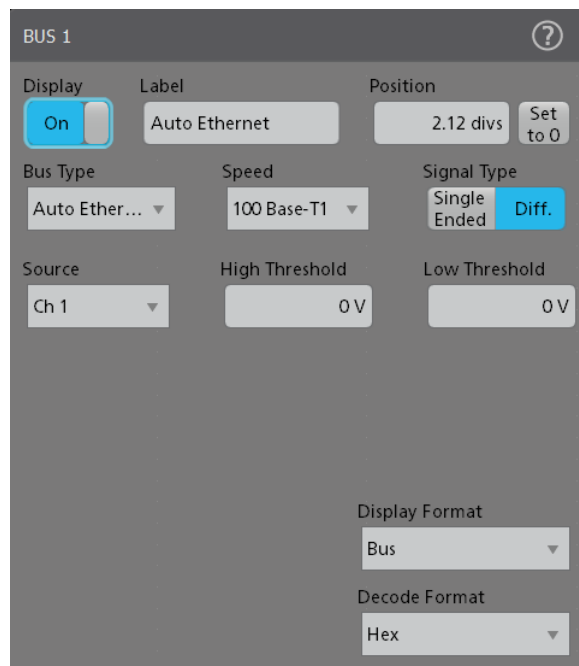 BUS 1
?
Display
Label
Position
On
Auto Ethernet
2.12 divs
Set
to 0
Bus Type
Speed
Signal Type
Auto Ether...
100 Base-T1
Single
Ended
Diff.
Source
High Threshold
Low Threshold
Ch 1
0 V
0 V
Display Format
Bus
Decode Format
Hex